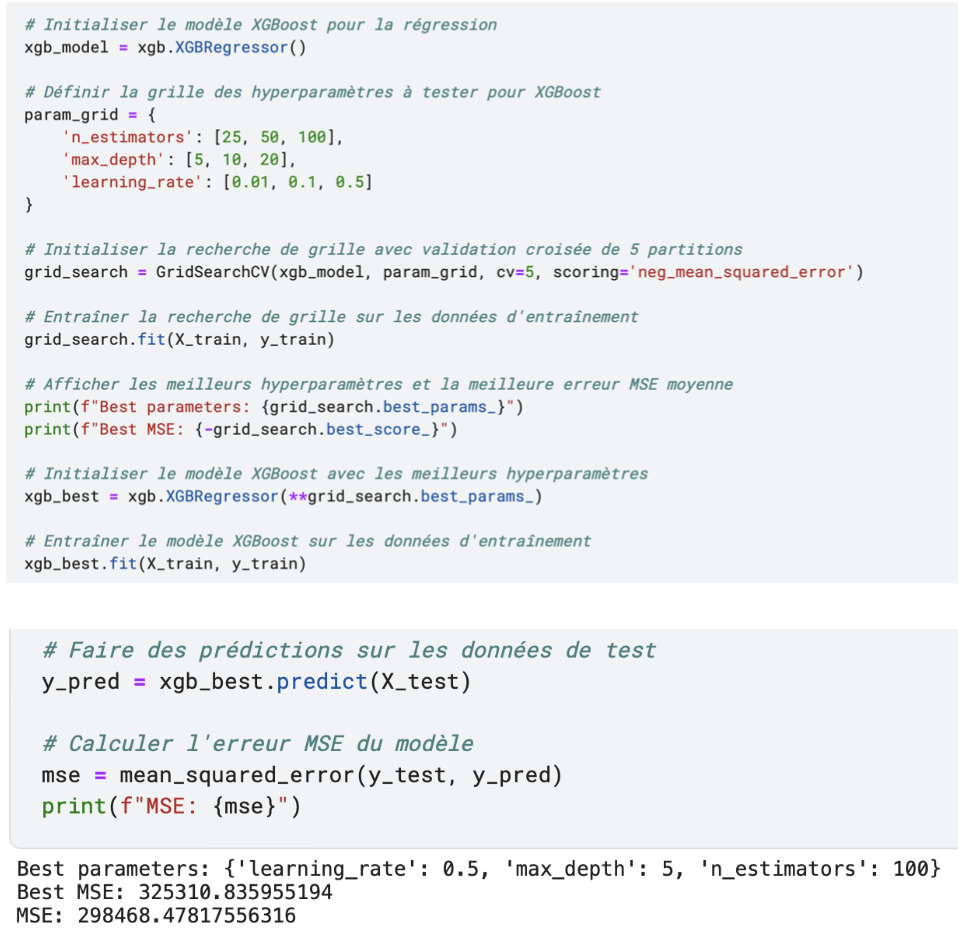 # Initialiser le modèle XGBoost pour la régression
xgb_model = xgb.XGBRegressor()

# Définir la grille des hyperparamètres à tester pour XGBoost
param_grid = {
    'n_estimators': [25, 50, 100],
    'max_depth': [5, 10, 20],
    'learning_rate': [0.01, 0.1, 0.5]
}

# Initialiser la recherche de grille avec validation croisée de 5 partitions
grid_search = GridSearchCV(xgb_model, param_grid, cv=5, scoring='neg_mean_squared_error')

# Entraîner la recherche de grille sur les données d'entraînement
grid_search.fit(X_train, y_train)

# Afficher les meilleurs hyperparamètres et la meilleure erreur MSE moyenne
print(f"Best parameters: {grid_search.best_params_}")
print(f"Best MSE: {-grid_search.best_score_}")

# Initialiser le modèle XGBoost avec les meilleurs hyperparamètres
xgb_best = xgb.XGBRegressor(**grid_search.best_params_)

# Entraîner le modèle XGBoost sur les données d'entraînement
xgb_best.fit(X_train, y_train)

# Faire des prédictions sur les données de test
y_pred = xgb_best.predict(X_test)

# Calculer l'erreur MSE du modèle
mse = mean_squared_error(y_test, y_pred)
print(f"MSE: {mse}")

Best parameters: {'learning_rate': 0.5, 'max_depth': 5, 'n_estimators': 100}
Best MSE: 325310.835955194
MSE: 298468.47817556316